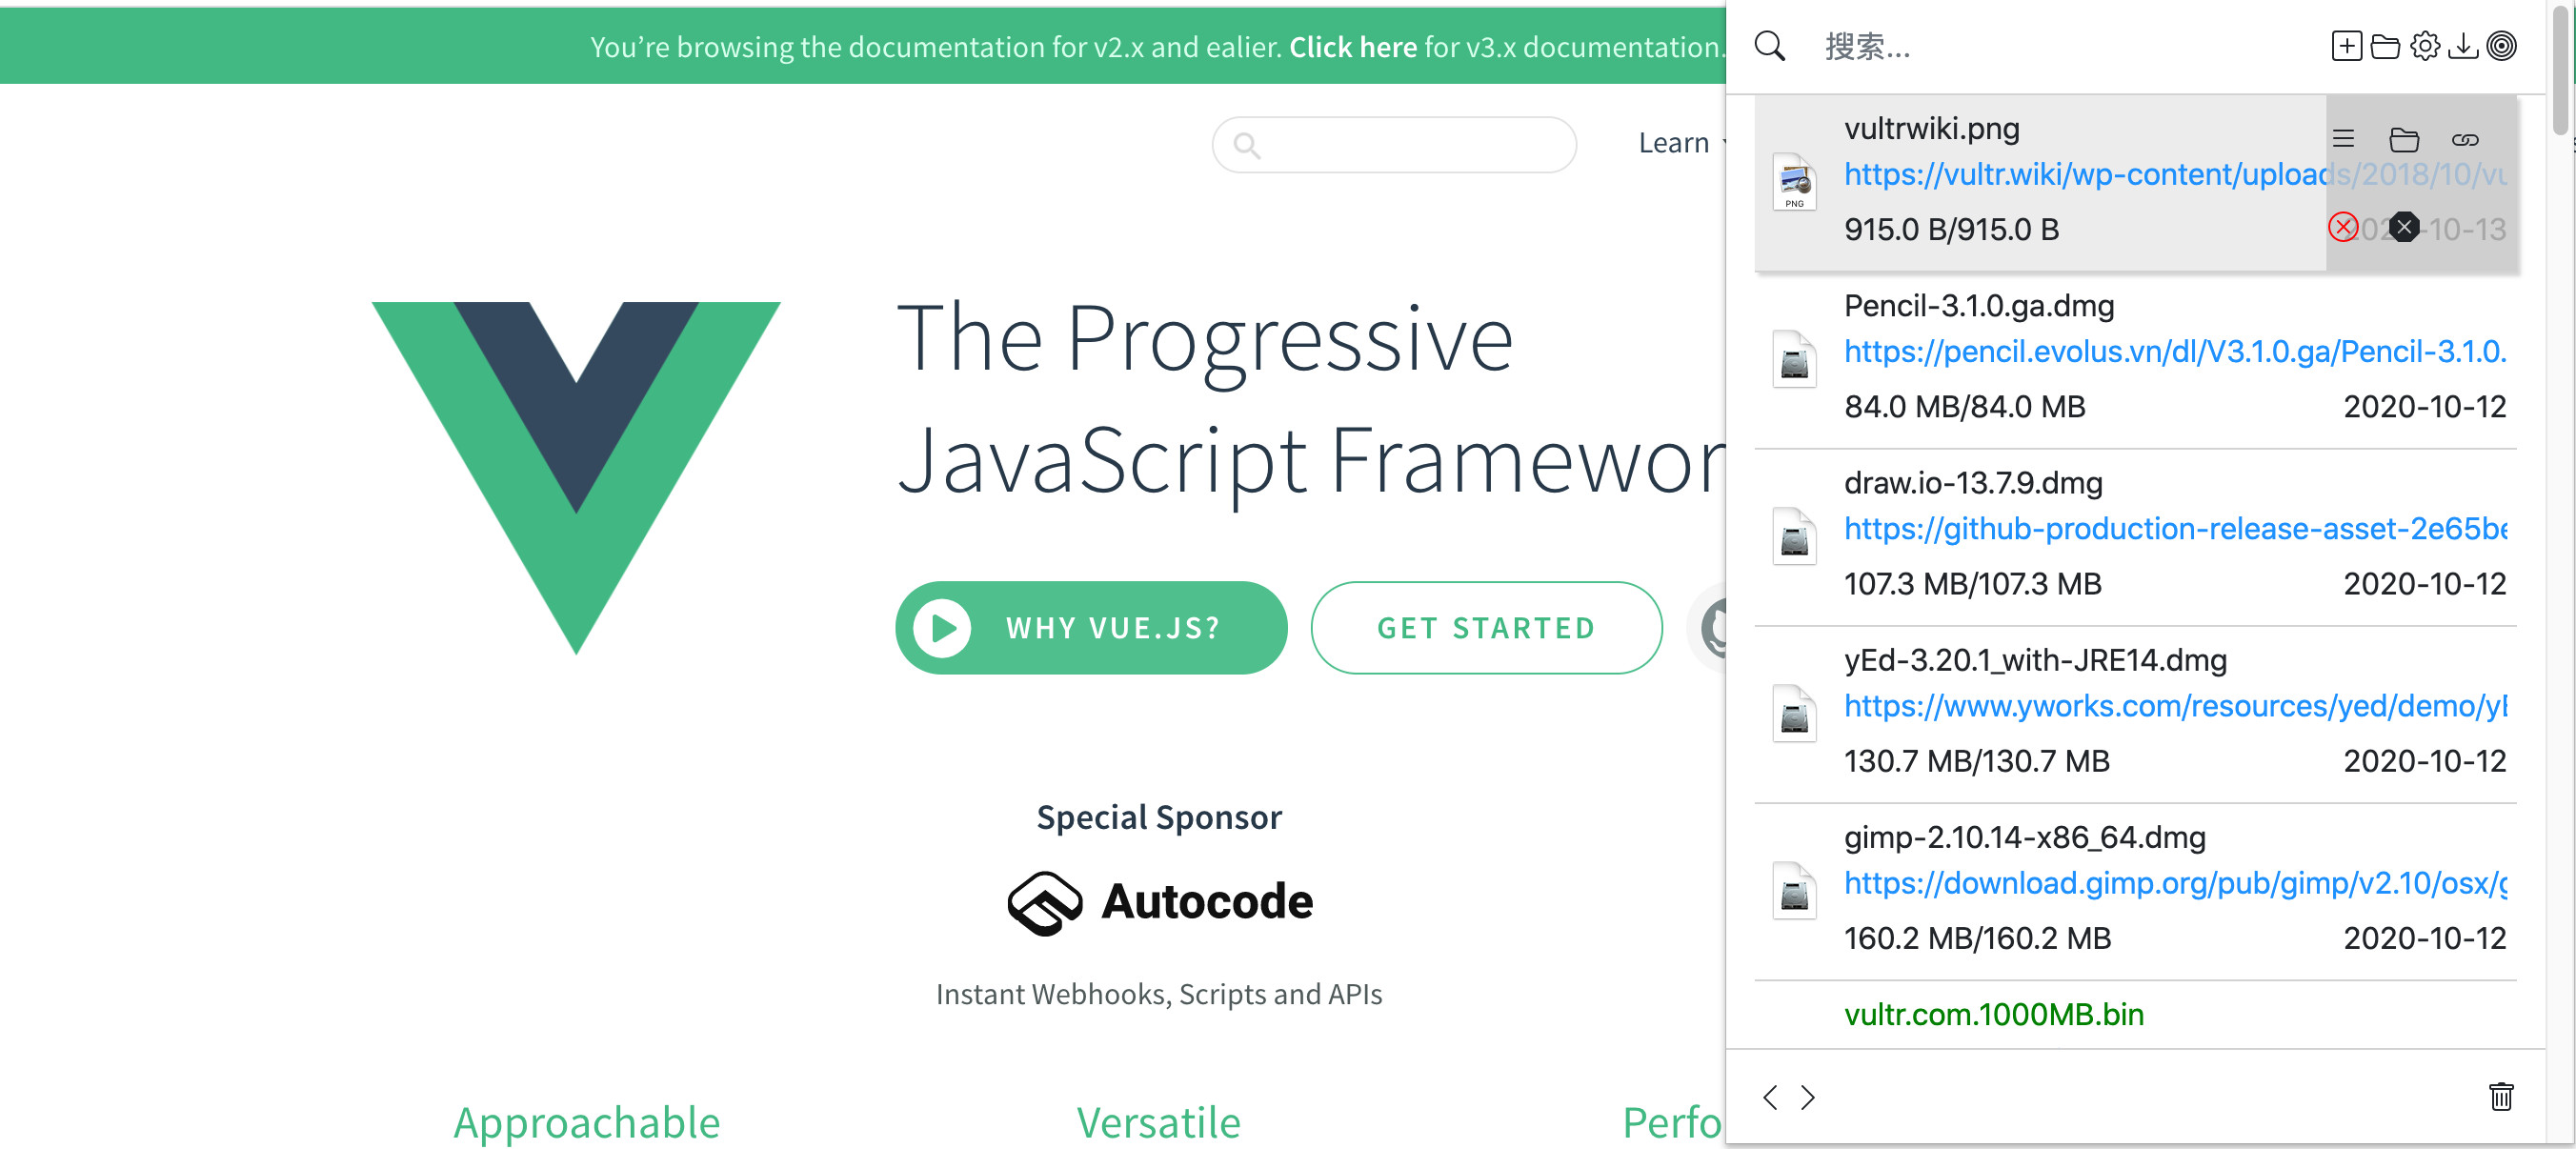 You’re browsing the documentation for v2.x and ealier. Click here for v3.x documentation.
Learn
The Progressive
JavaScript Framewor
WHY VUE.JS?
GET STARTED
Special Sponsor
Autocode
Instant Webhooks, Scripts and APIs
Approachable
Versatile
Perfo
搜索...
vultrwiki.png
https://vultr.wiki/wp-content/uploads/2018/10/vu
915.0 B/915.0 B
2020-10-13
PNG
Pencil-3.1.0.ga.dmg
https://pencil.evolus.vn/dl/V3.1.0.ga/Pencil-3.1.0.
84.0 MB/84.0 MB
2020-10-12
draw.io-13.7.9.dmg
https://github-production-release-asset-2e65be
107.3 MB/107.3 MB
2020-10-12
yEd-3.20.1_with-JRE14.dmg
https://www.yworks.com/resources/yed/demo/yE
130.7 MB/130.7 MB
2020-10-12
gimp-2.10.14-x86_64.dmg
https://download.gimp.org/pub/gimp/v2.10/osx/g
160.2 MB/160.2 MB
2020-10-12
vultr.com.1000MB.bin